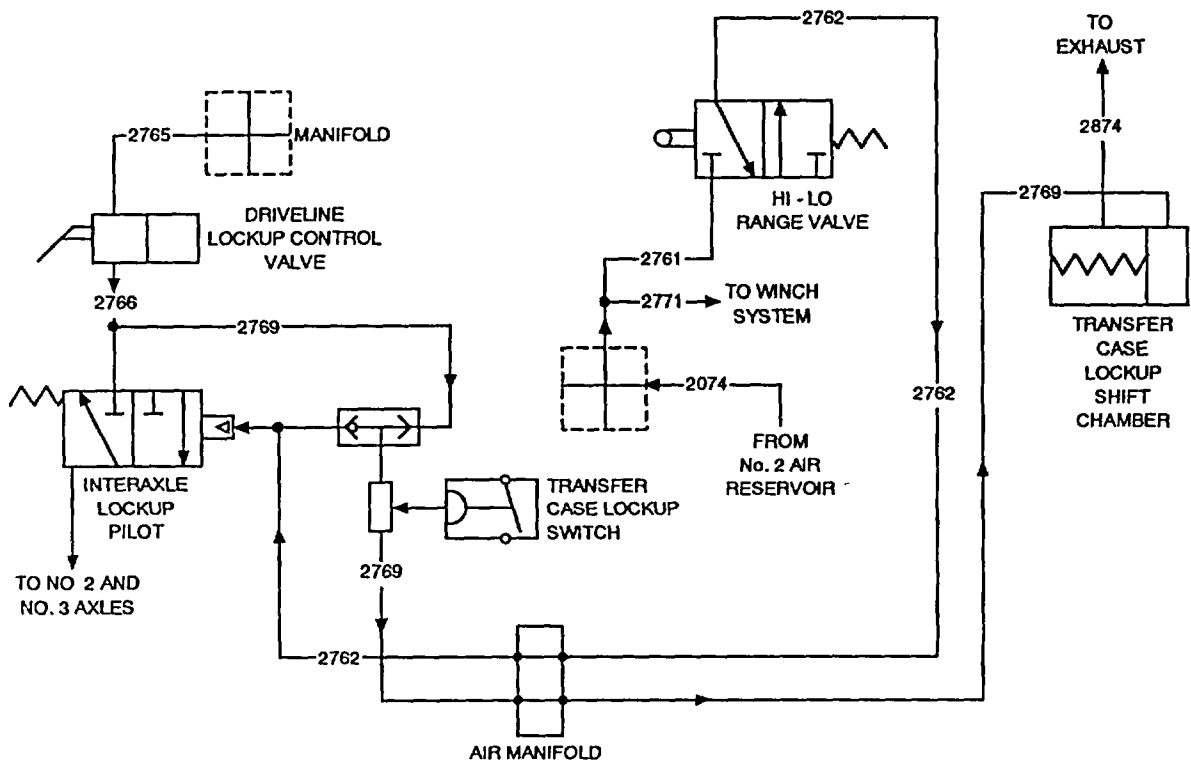 2762
TO
EXHAUST
2765
MANIFOLD
2874
DRIVELINE
LOCKUP CONTROL
VALVE
HI - LO
RANGE VALVE
2769
2766
2761
2771
TO WINCH
SYSTEM
2769
TRANSFER
CASE
LOCKUP
SHIFT
CHAMBER
2074
2762
FROM
No. 2 AIR
RESERVOIR
INTERAXLE
LOCKUP
PILOT
TRANSFER
CASE LOCKUP
SWITCH
2769
TO NO 2 AND
NO. 3 AXLES
2762
AIR MANIFOLD